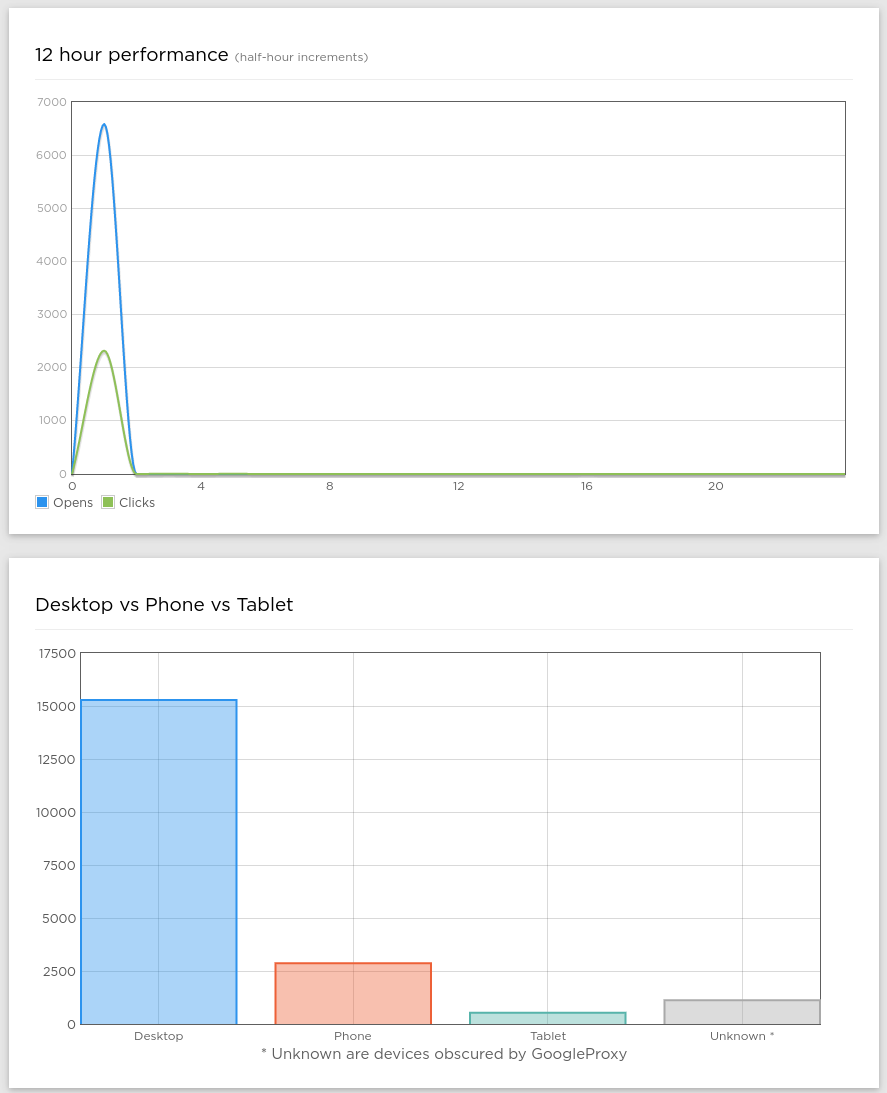 12 hour performance (half-hour increments)
7000
6000
5000
4000
3000
2000
1000
0
0 4 8 12 16 20
Opens Clicks
Desktop vs Phone vs Tablet
17500
15000
12500
10000
7500
5000
2500
0
Desktop Phone Tablet Unknown *
* Unknown are devices obscured by GoogleProxy